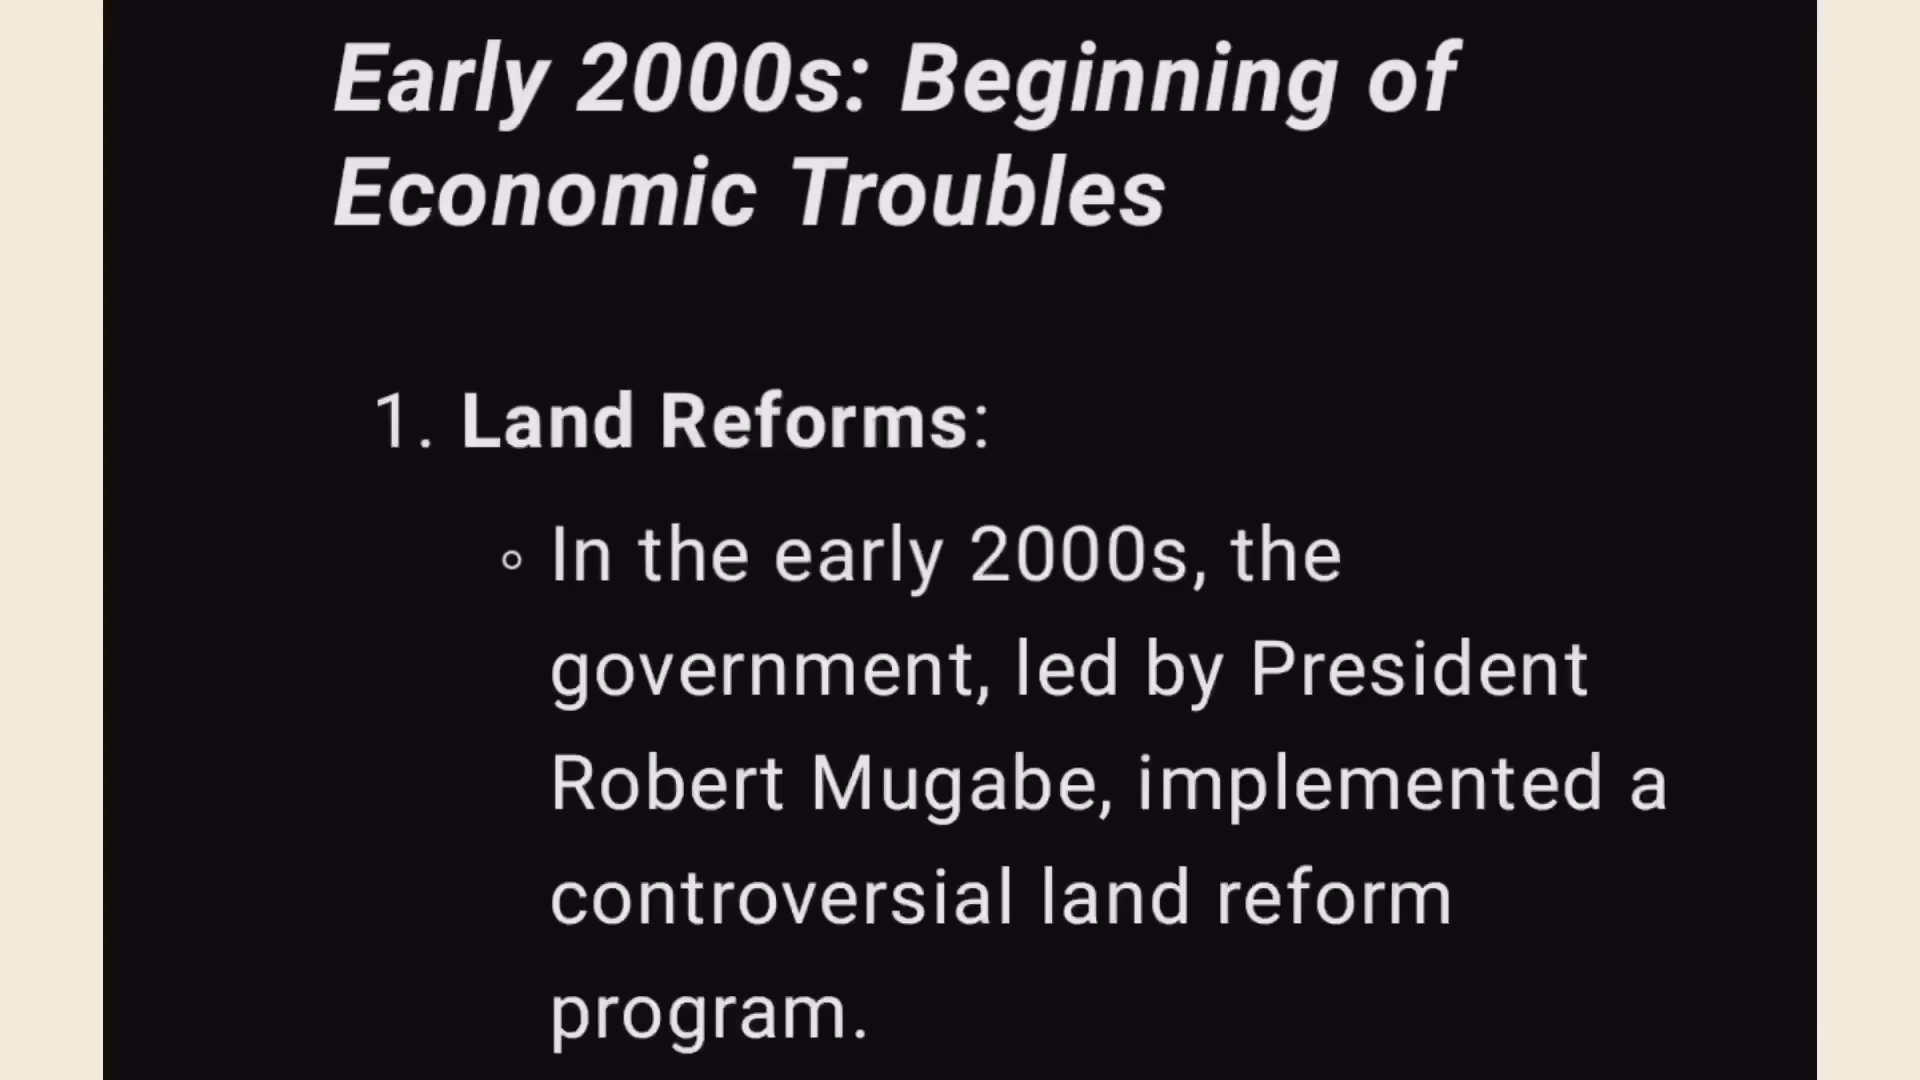 Early 2000s: Beginning of
Economic Troubles
1. Land Reforms:
◦ In the early 2000s, the
government, led by President
Robert Mugabe, implemented a
controversial land reform
program.